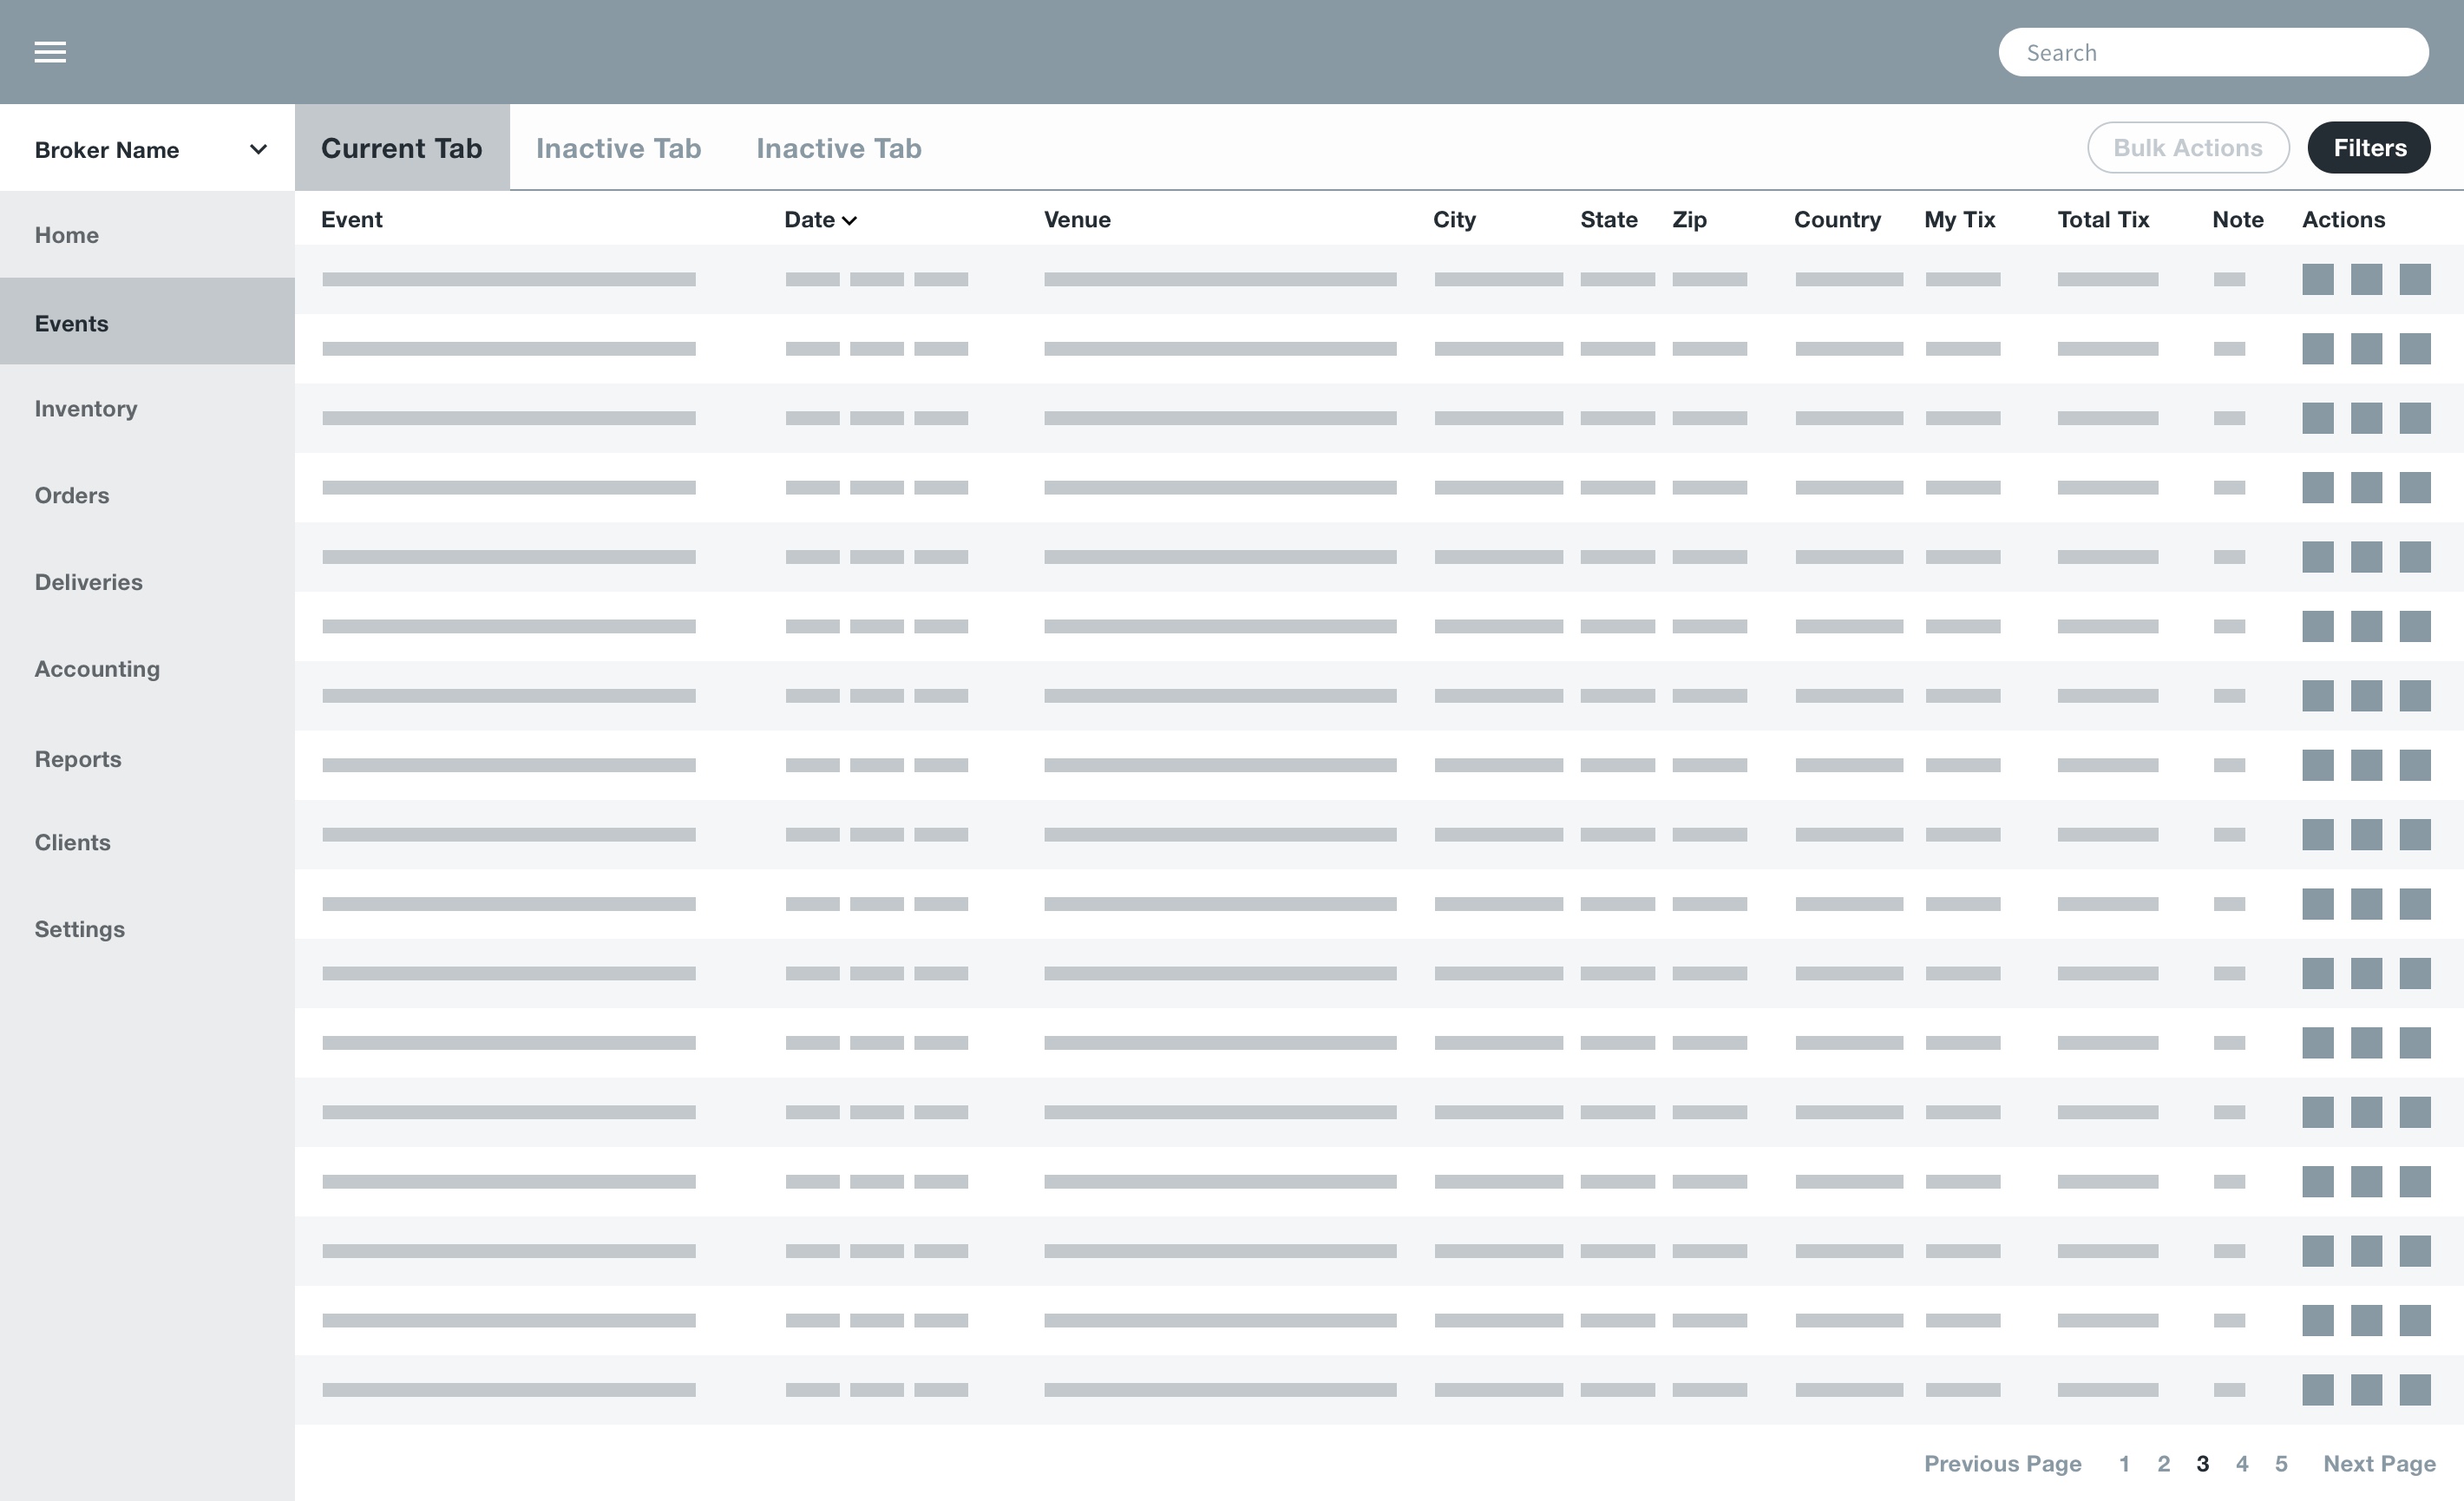 Search
Broker Name
Current Tab Inactive Tab Inactive Tab Bulk Actions Filters
Event Date Venue City State Zip Country My Tix Total Tix Note Actions
Home
Events
Inventory
Orders
Deliveries
Accounting
Reports
Clients
Settings
Previous Page 1 2 3 4 5 Next Page